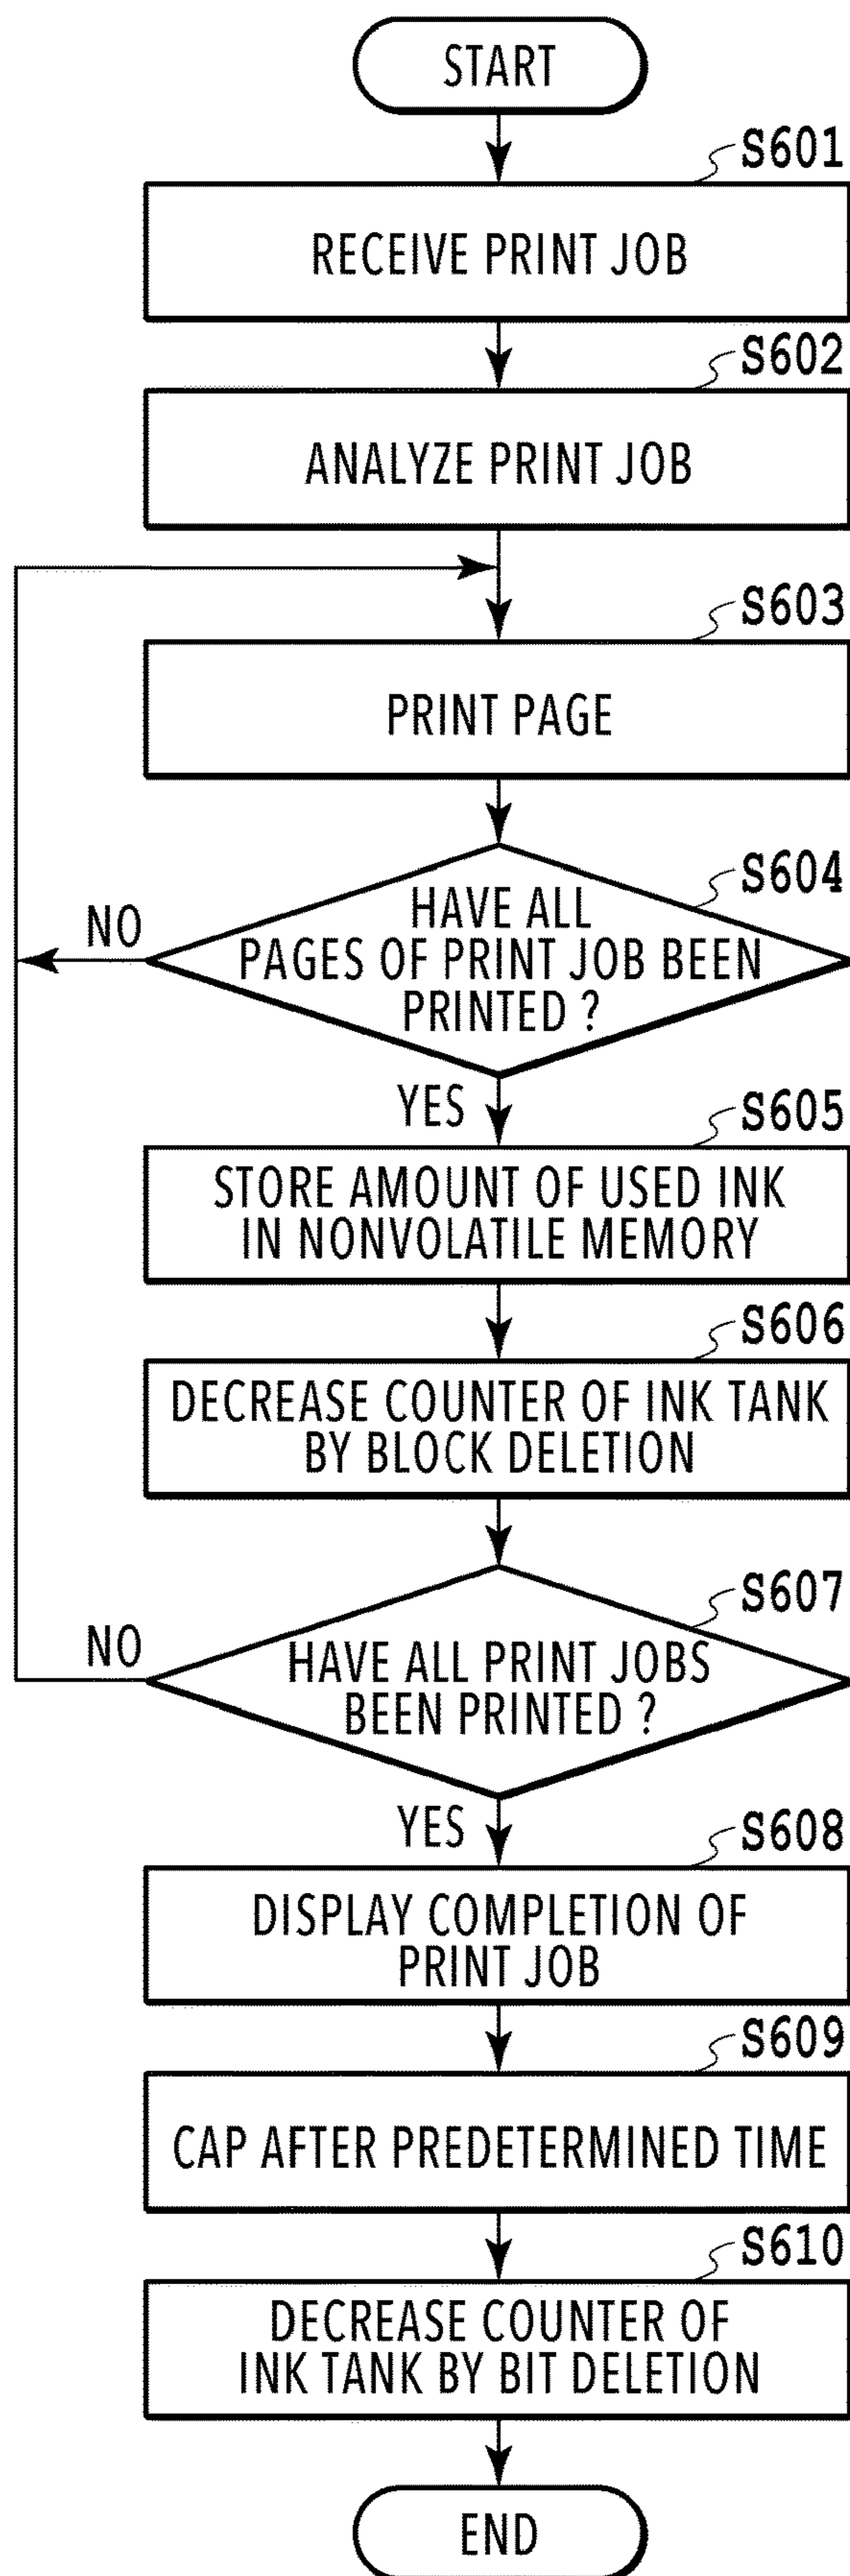 START
S601
RECEIVE PRINT JOB
S602
ANALYZE PRINT JOB
S603
PRINT PAGE
S604
HAVE ALL
PAGES OF PRINT JOB BEEN
PRINTED ?
NO
YES
S605
STORE AMOUNT OF USED INK
IN NONVOLATILE MEMORY
S606
DECREASE COUNTER OF INK TANK
BY BLOCK DELETION
S607
HAVE ALL PRINT JOBS
BEEN PRINTED ?
NO
YES
S608
DISPLAY COMPLETION OF
PRINT JOB
S609
CAP AFTER PREDETERMINED TIME
S610
DECREASE COUNTER OF
INK TANK BY BIT DELETION
END